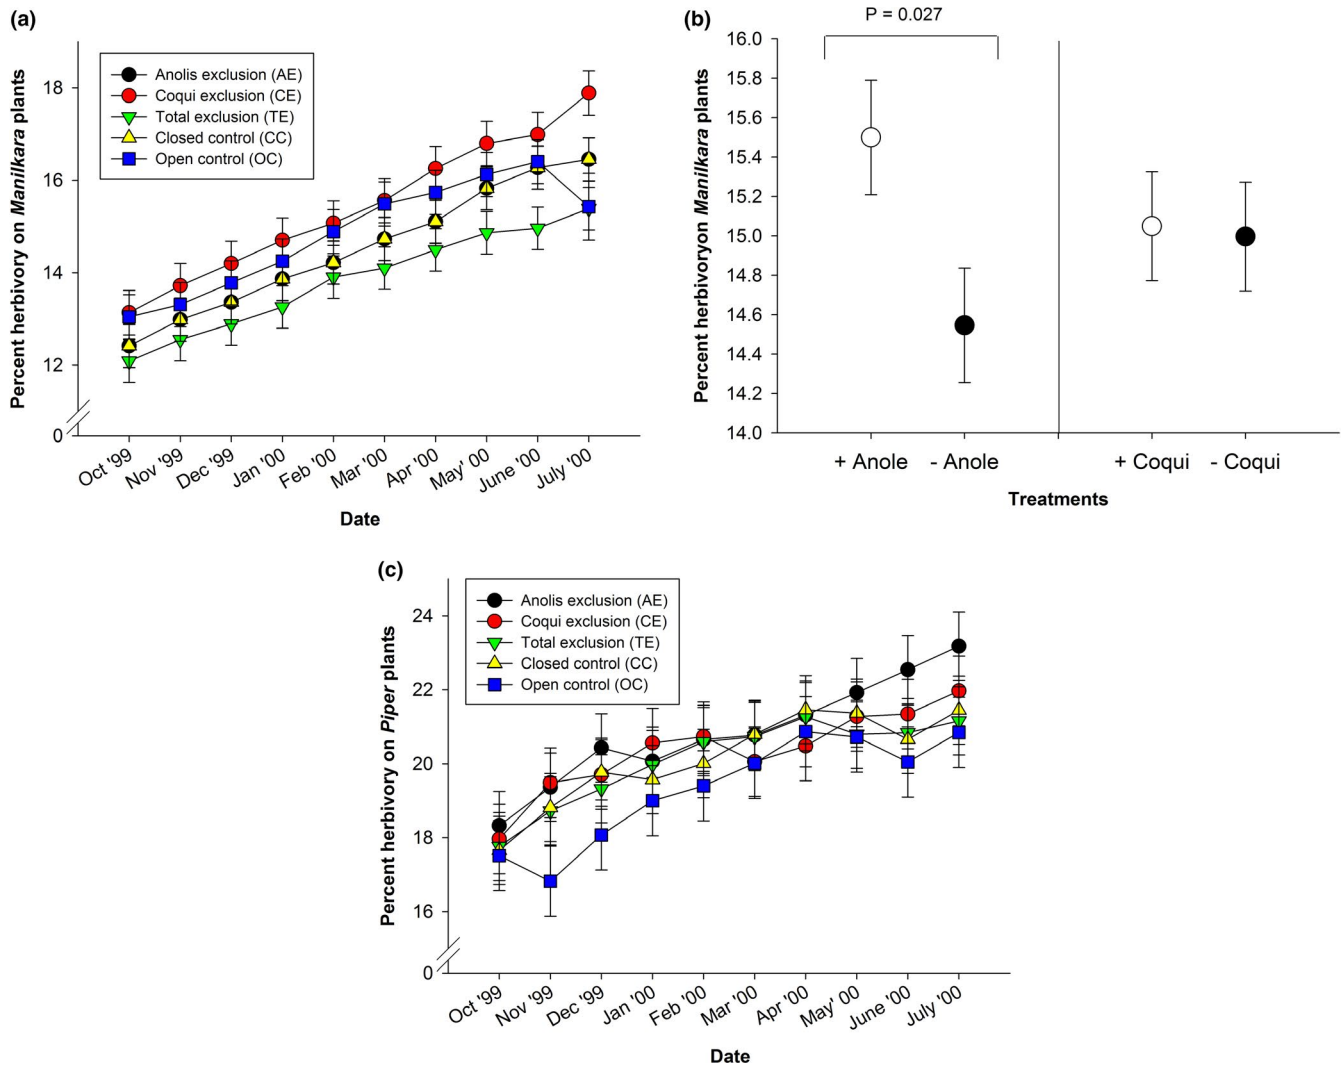 (a)
Percent herbivory on Manilkara plants
Anolis exclusion (AE)
Coqui exclusion (CE)
Total exclusion (TE)
Closed control (CC)
Open control (OC)
18
16
14
12
0
Oct '99
Nov '99
Dec '99
Jan '00
Feb '00
Mar '00
Apr '00
May' 00
June '00
July '00
Date
(b)
P = 0.027
Percent herbivoryon Manilkara plants
16.0
15.8
15.6
15.4
15.2
15.0
14.8
14.6
14.4
14.2
14.0
+ Anole - Anole + Coqui - Coqui
Treatments
(c)
Percent herbivory on Piper plants
Anolis exclusion (AE)
Coqui exclusion (CE)
Total exclusion (TE)
Closed control (CC)
Open control (OC)
24
22
20
18
16
0
Oct '99
Nov '99
Dec '99
Jan '00
Feb '00
Mar '00
Apr '00
May' 00
June '00
July '00
Date